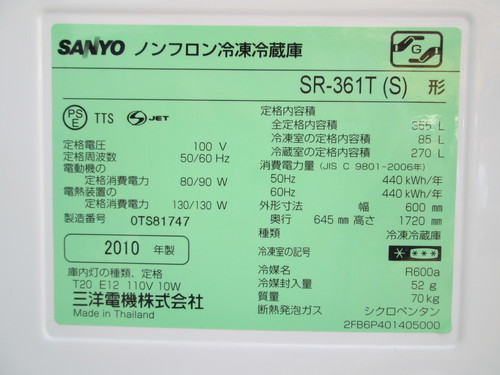 SANYO ノンフロン冷凍冷蔵庫
G
SR-361T (S) 形
PS E TTS S JET
定格電圧 100 V
定格周波数 50/60 Hz
電動機の
定格消費電力 80/90 W
電熱装置の
定格消費電力 130/130 W
製造番号 0TS81747
2010 年製
庫内灯の種類、定格
T20 E12 110V 10W
三洋電機株式会社
Made in Thailand
定格内容積
全定格内容積 355 L
冷凍室の定格内容積 85 L
冷蔵室の定格内容積 270 L
消費電力量 (JIS C 9801-2006年)
50Hz 440 kWh/年
60Hz 440 kWh/年
外形寸法 幅 600 mm
奥行 645 mm 高さ 1720 mm
種類 冷凍冷蔵庫
冷凍室の記号 * ***
冷媒名 R600a
冷媒封入量 52 g
質量 70 kg
断熱発泡ガス シクロペンタン
2FB6P401405000